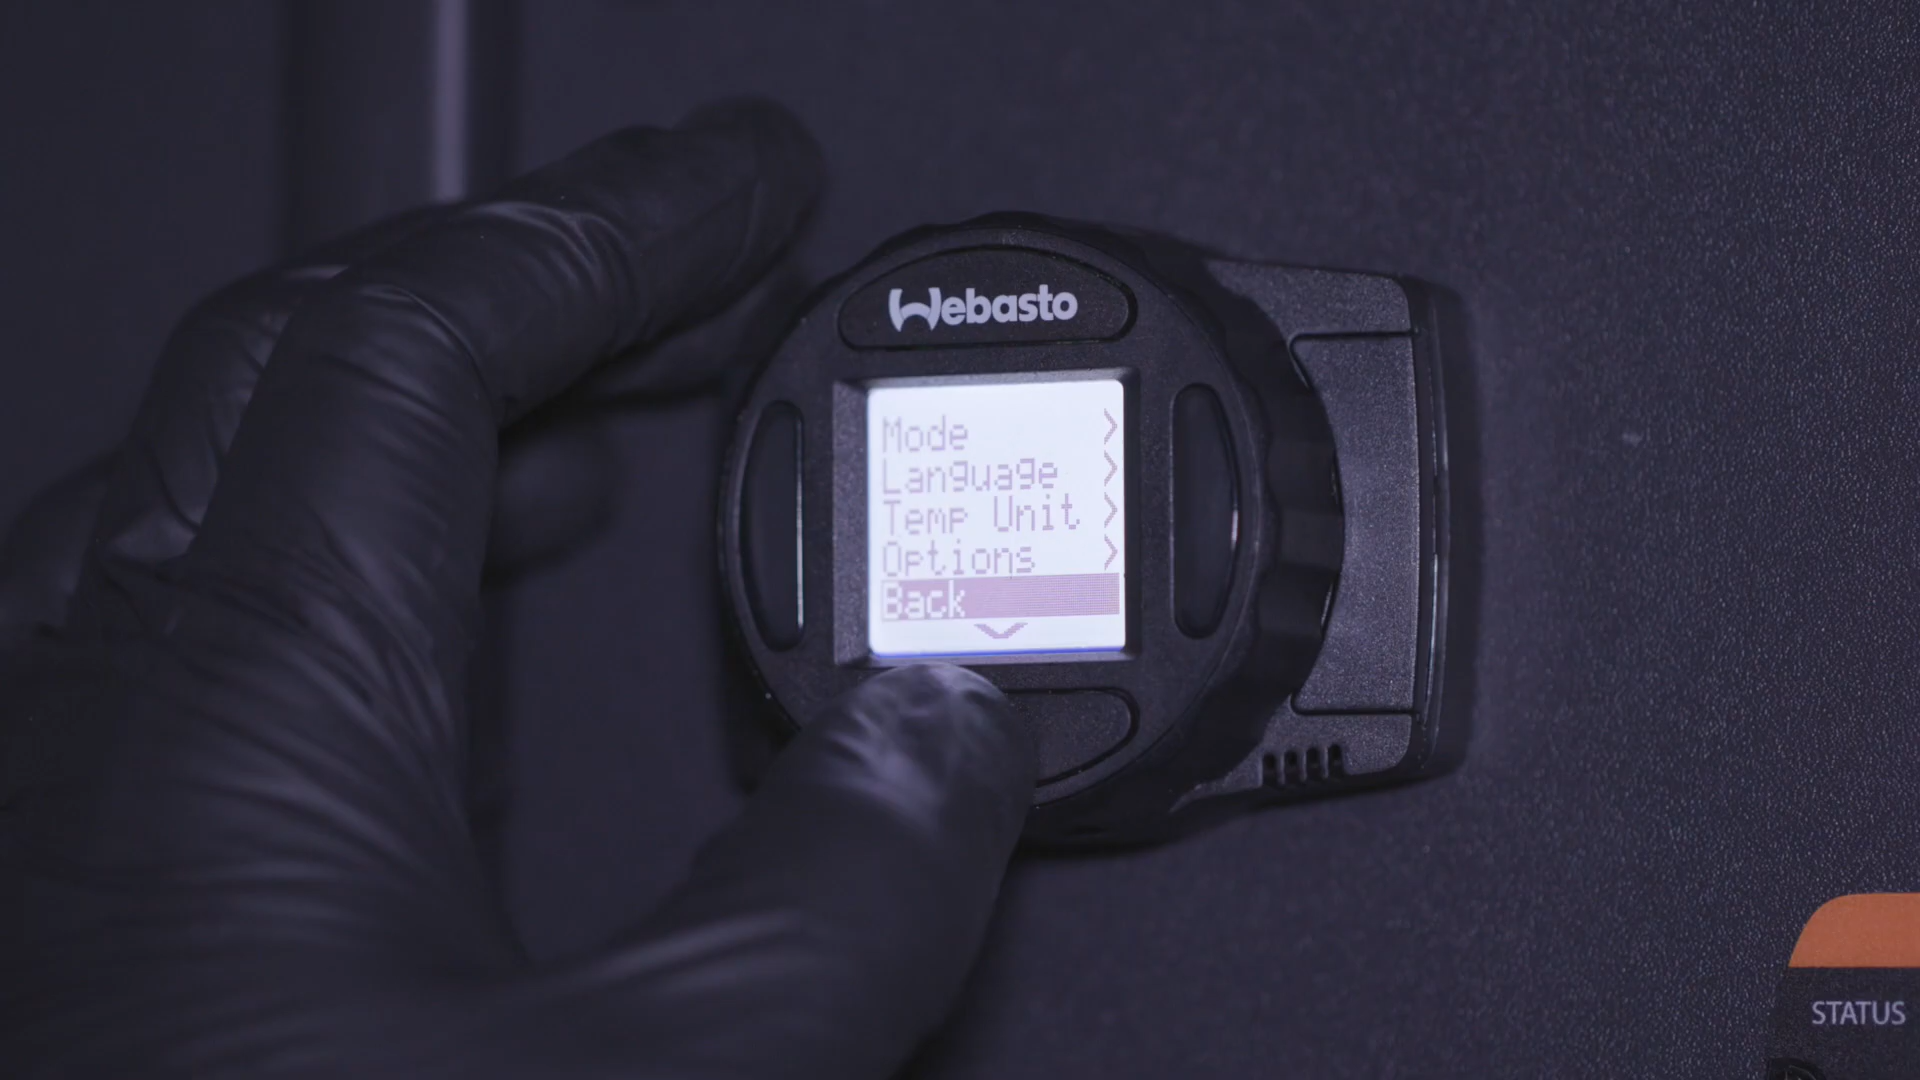 Webasto
Mode
Language
Temp Unit
Options
Back
STATUS